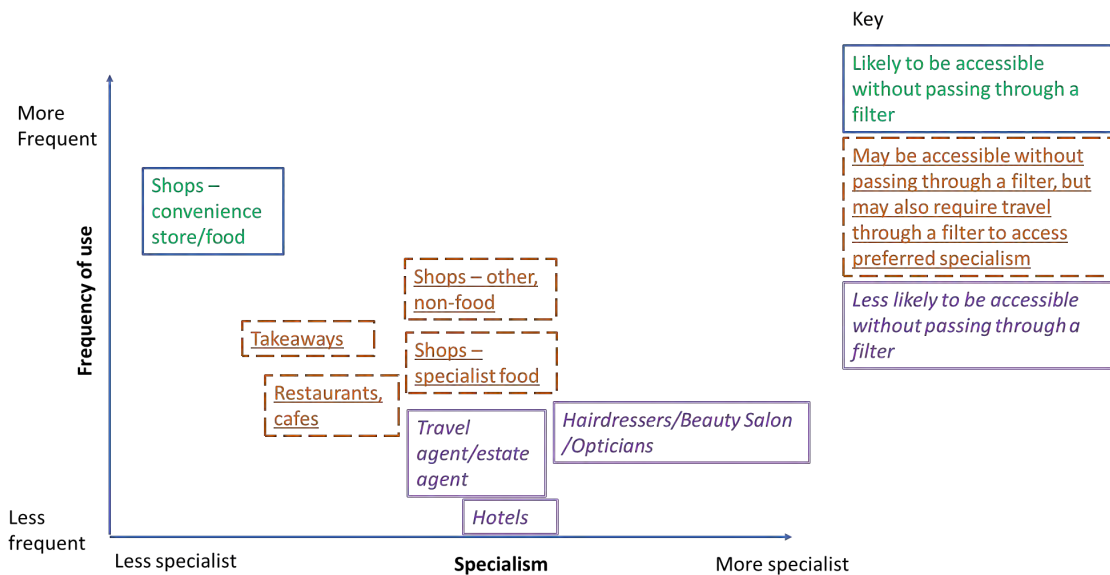 Key
Likely to be accessible
without passing through a
filter
May be accessible without
passing through a filter, but
may also require travel
through a filter to access
preferred specialism
Less likely to be accessible
without passing through a
filter
More
Frequent
Frequency of use
Less
frequent
Shops –
convenience
store/food
Shops – other,
non-food
Takeaways
Shops –
specialist food
Restaurants,
cafes
Travel
agent/estate
agent
Hairdressers/Beauty Salon
/Opticians
Hotels
Less specialist
Specialism
More specialist